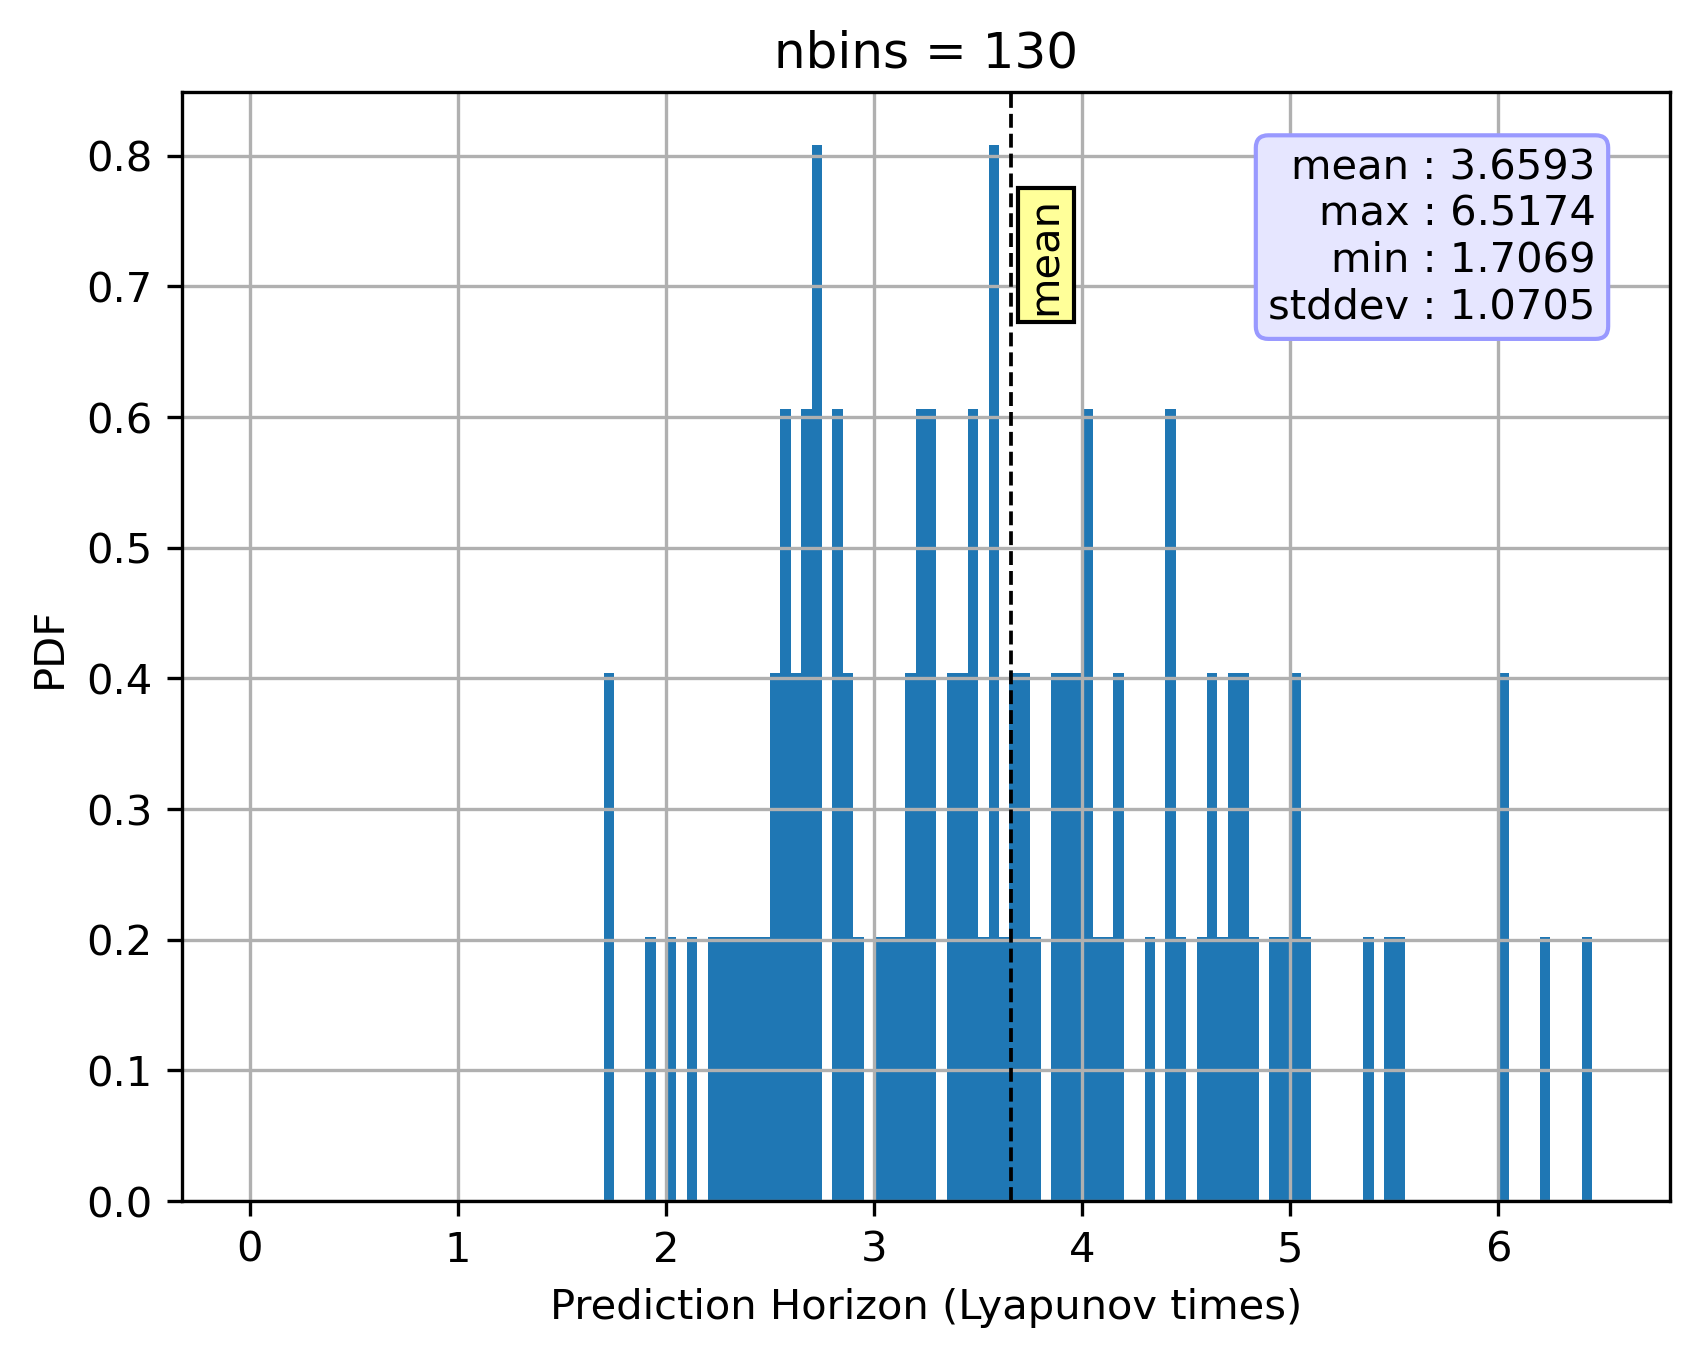 nbins = 130
mean : 3.6593
max : 6.5174
min : 1.7069
stddev : 1.0705
mean
PDF
0.8
0.7
0.6
0.5
0.4
0.3
0.2
0.1
0.0
0 1 2 3 4 5 6
Prediction Horizon (Lyapunov times)